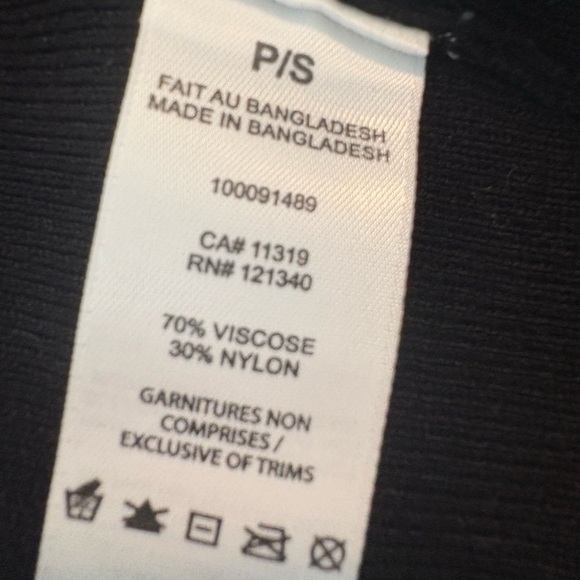 P/S
FAIT AU BANGLADESH
MADE IN BANGLADESH
100091489
CA# 11319
RN# 121340
70% VISCOSE
30% NYLON
GARNITURES NON
COMPRISES /
EXCLUSIVE OF TRIMS